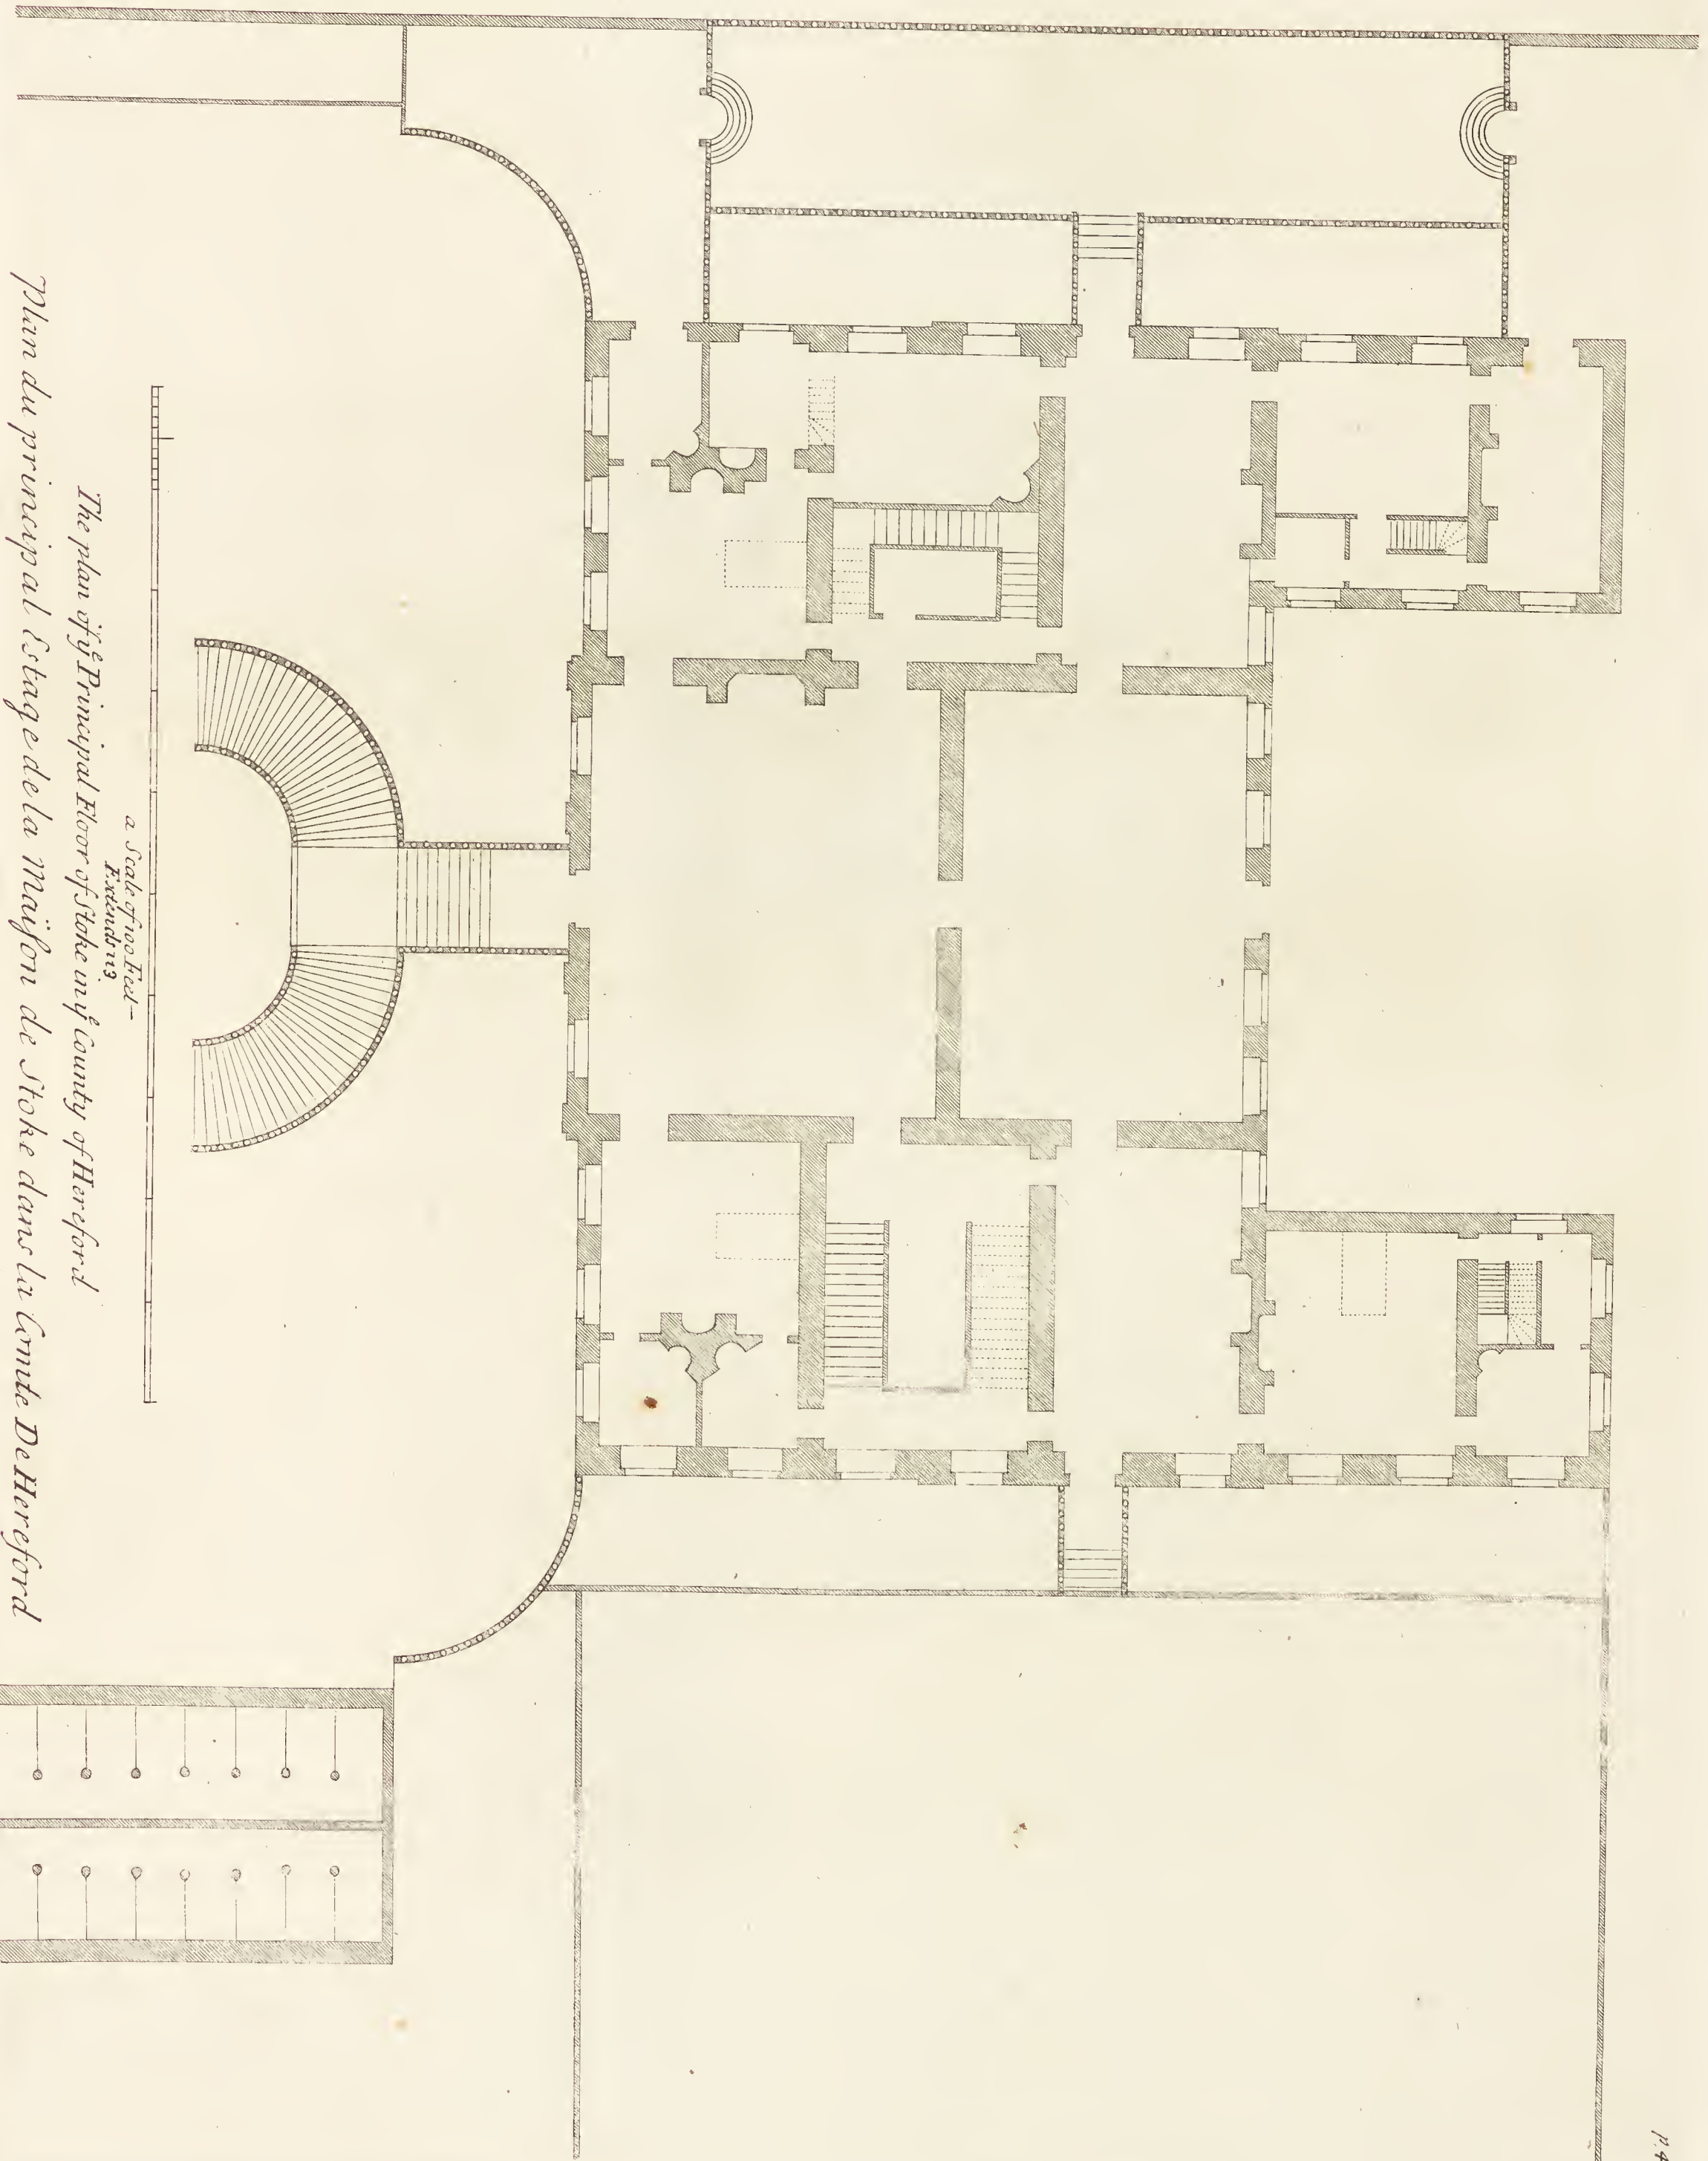 a Scale of 100 Feet
Extends 113
The plan of yᵉ Principal Floor of Stoke in yᵉ County of Hereford
Plan du principal Estage de la Maison de Stoke dans la Comte De Hereford
p. 4